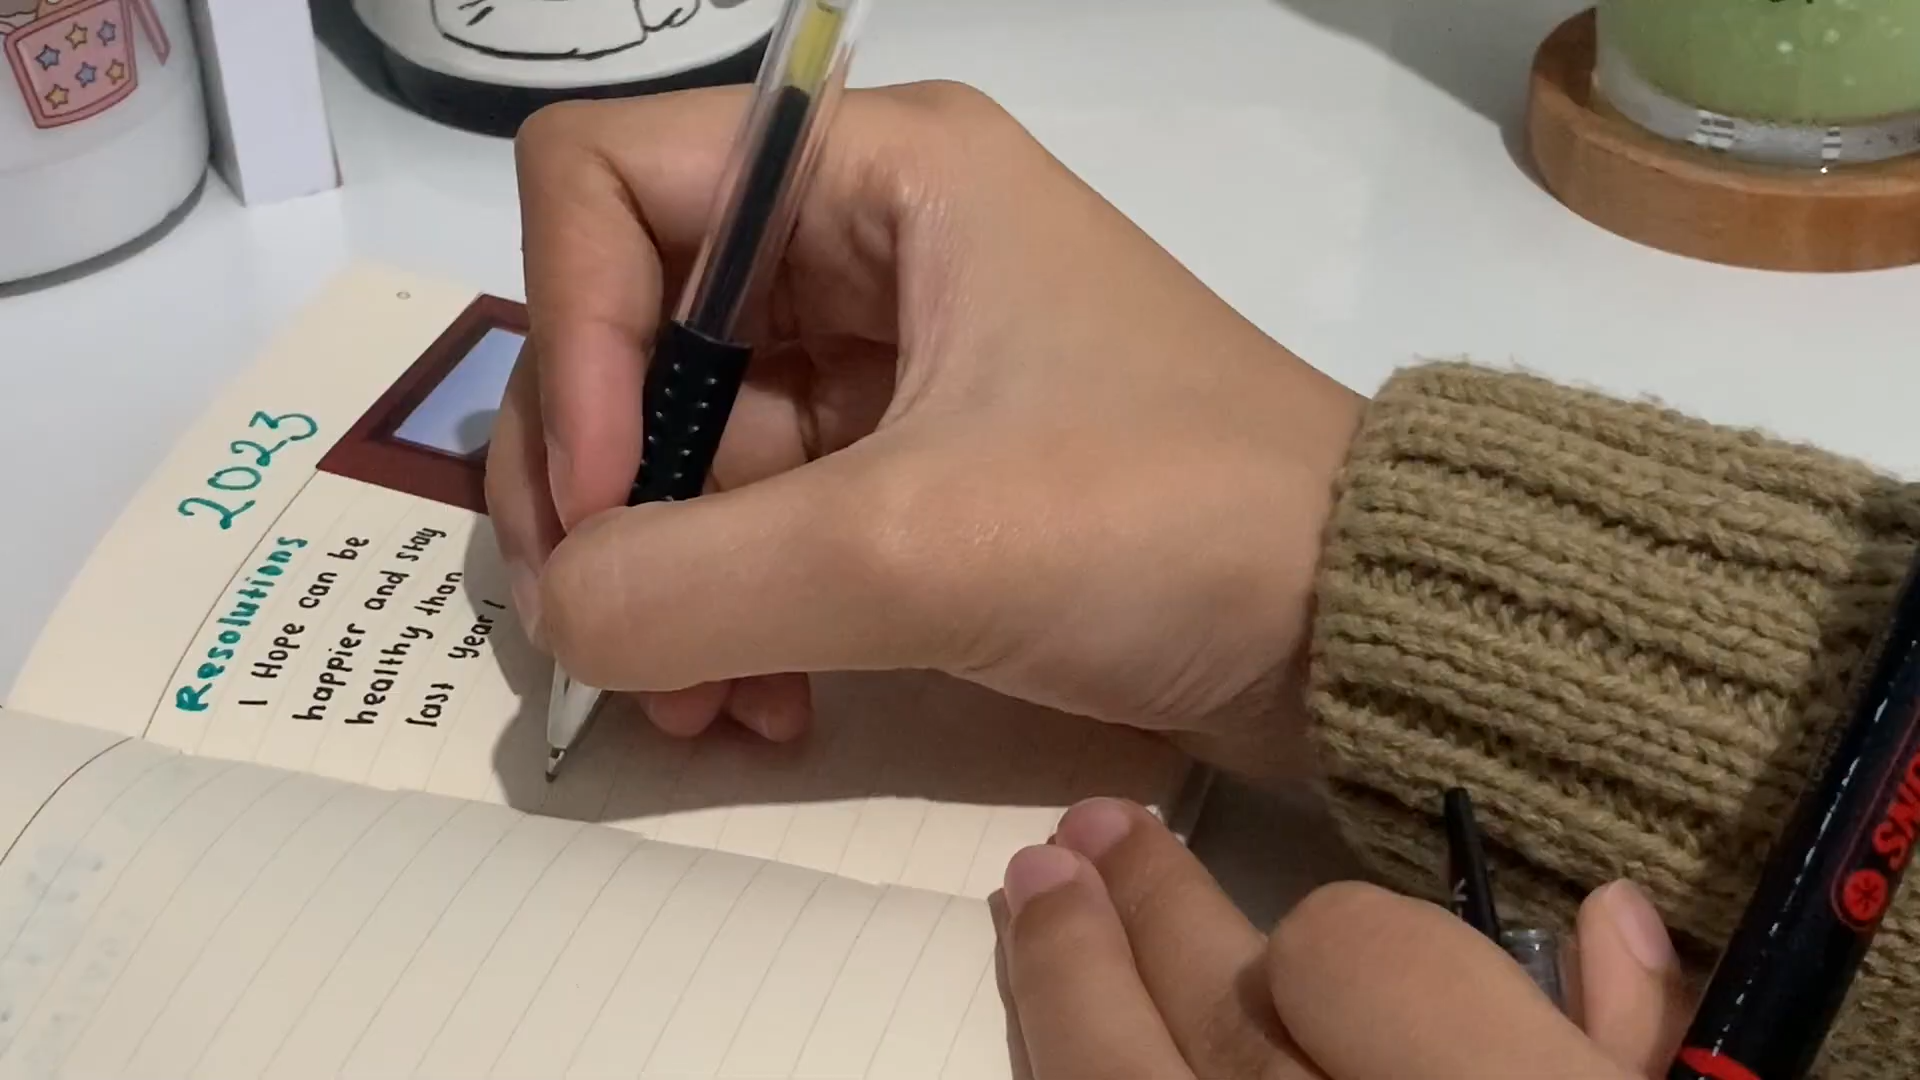 2023
Resolutions
I Hope can be
happier and stay
healthy than
last year!